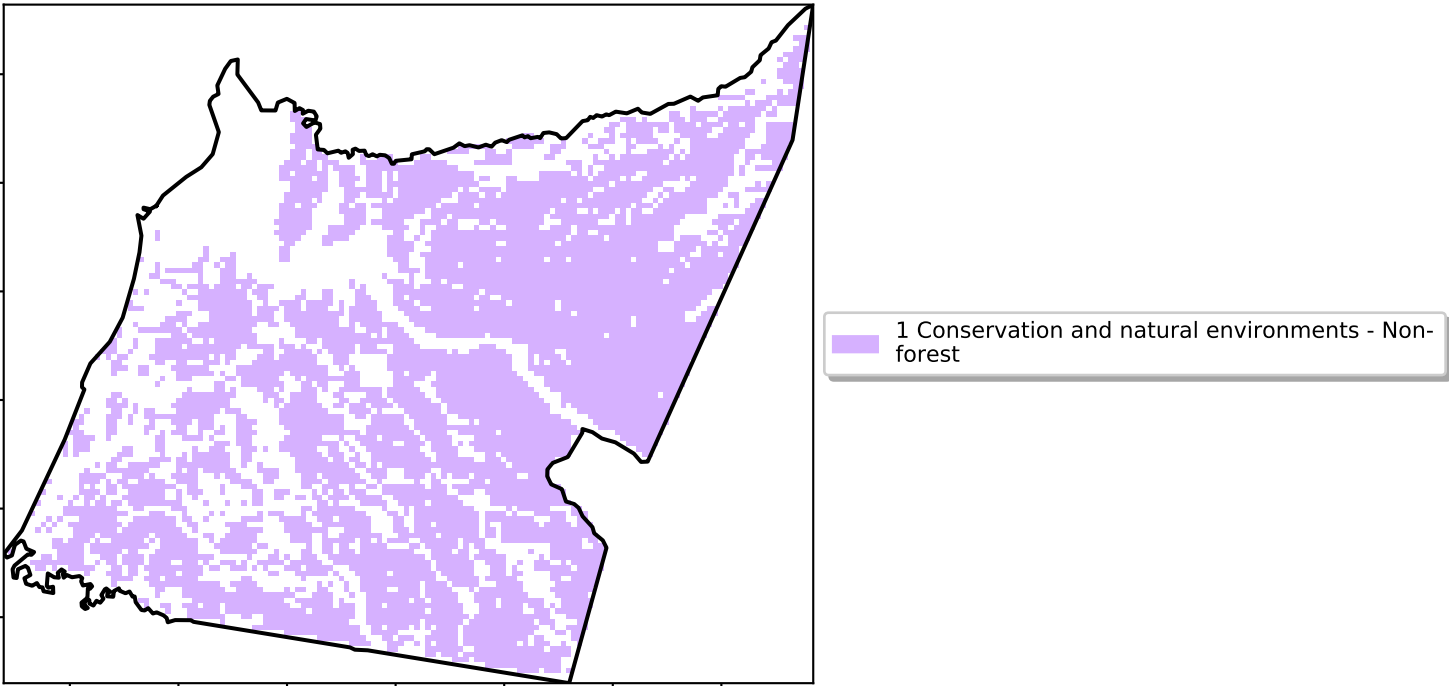 1 Conservation and natural environments - Non-
forest